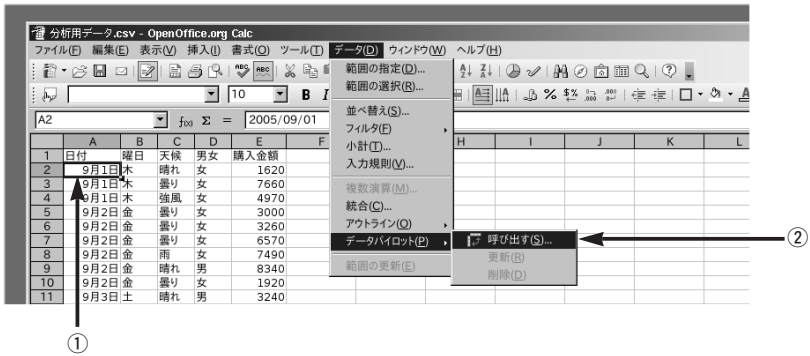 分析用データ.csv - OpenOffice.org Calc
ファイル(F) 編集(E) 表示(V) 挿入(I) 書式(O) ツール(T) データ(D) ウィンドウ(W) ヘルプ(H)
範囲の指定(D)...
範囲の選択(R)...
並べ替え(S)...
フィルタ(F)
小計(T)...
入力規則(V)...
複数演算(M)...
統合(C)...
アウトライン(O)
データパイロット(P)
範囲の更新(E)
呼び出す(S)...
更新(R)
削除(D)
10 B I
A2 f(x) Σ = 2005/09/01
A B C D E F H I J K L
1 日付 曜日 天候 男女 購入金額
2 9月1日 木 晴れ 女 1620
3 9月1日 木 曇り 女 7660
4 9月1日 木 強風 女 4970
5 9月2日 金 曇り 女 3000
6 9月2日 金 曇り 女 3260
7 9月2日 金 曇り 女 6570
8 9月2日 金 雨 女 7490
9 9月2日 金 晴れ 男 8340
10 9月2日 金 曇り 女 1920
11 9月3日 土 晴れ 男 3240
①
②